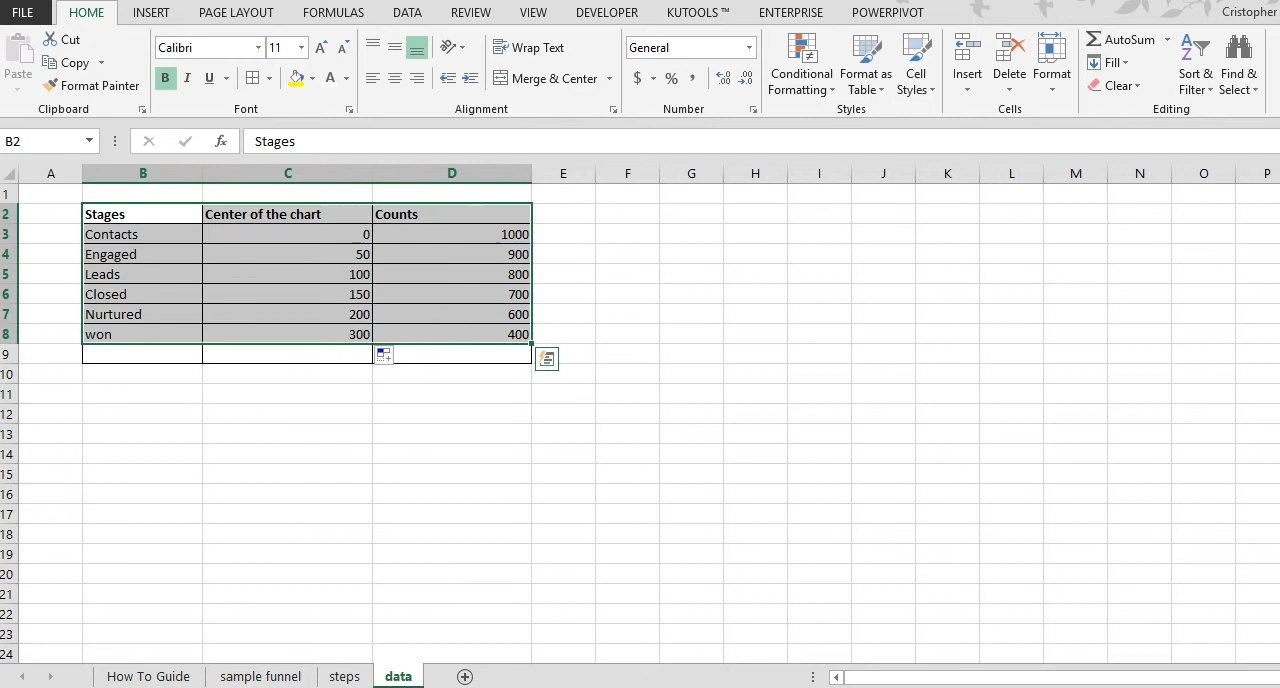 FILE HOME INSERT PAGE LAYOUT FORMULAS DATA REVIEW VIEW DEVELOPER KUTOOLS ™ ENTERPRISE POWERPIVOT Cristopher
Paste
Cut
Copy
Format Painter
Clipboard
Calibri 11 A A
B I U A
Font
Wrap Text
Merge & Center
Alignment
General
$ % , .00 .00
Number
Conditional Formatting
Format as Table
Cell Styles
Styles
Insert Delete Format
Cells
AutoSum
Fill
Clear
Sort & Filter
Find & Select
Editing
B2 fx Stages
A B C D E F G H I J K L M N O P
1
2 Stages Center of the chart Counts
3 Contacts 0 1000
4 Engaged 50 900
5 Leads 100 800
6 Closed 150 700
7 Nurtured 200 600
8 won 300 400
9
10
11
12
13
14
15
16
17
18
19
20
21
22
23
24
How To Guide sample funnel steps data